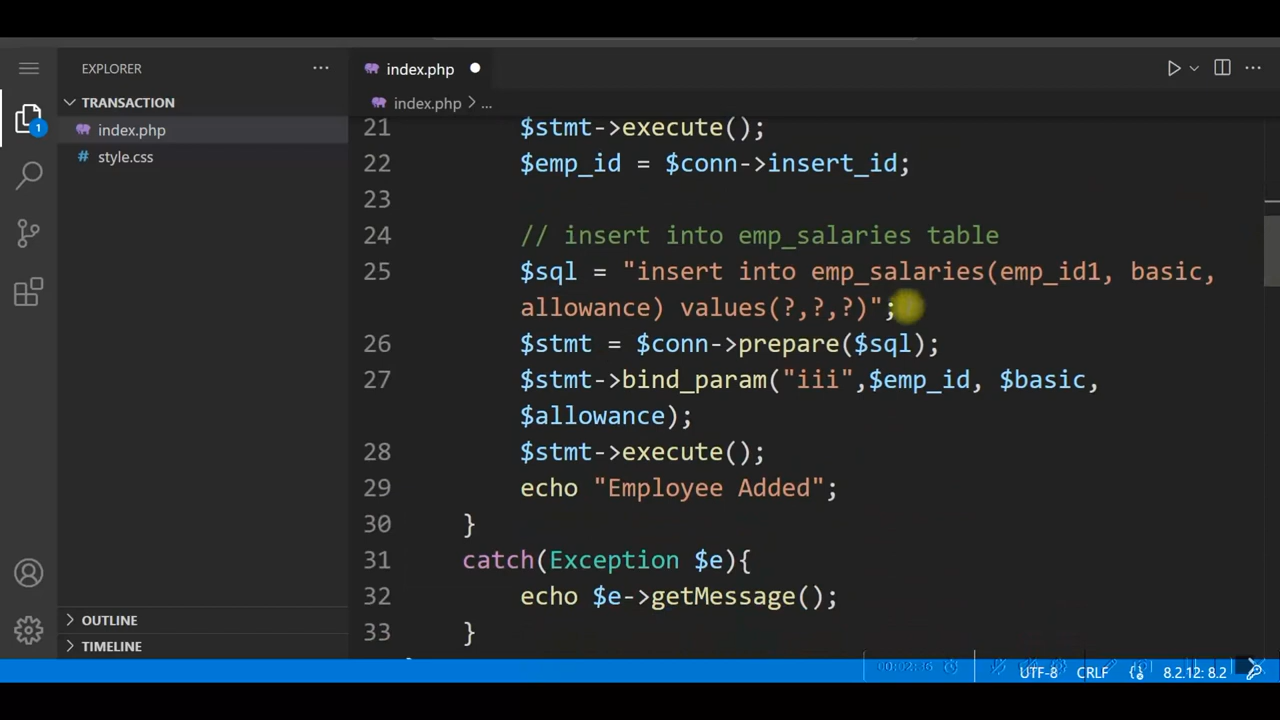 EXPLORER
index.php
TRANSACTION
index.php > ...
index.php
style.css
21 $stmt->execute();
22 $emp_id = $conn->insert_id;
23
24 // insert into emp_salaries table
25 $sql = "insert into emp_salaries(emp_id1, basic,
allowance) values(?,?,?)";
26 $stmt = $conn->prepare($sql);
27 $stmt->bind_param("iii",$emp_id, $basic,
$allowance);
28 $stmt->execute();
29 echo "Employee Added";
30 }
31 catch(Exception $e){
32 echo $e->getMessage();
33 }
1
OUTLINE
TIMELINE
UTF-8 CRLF 8.2.12: 8.2